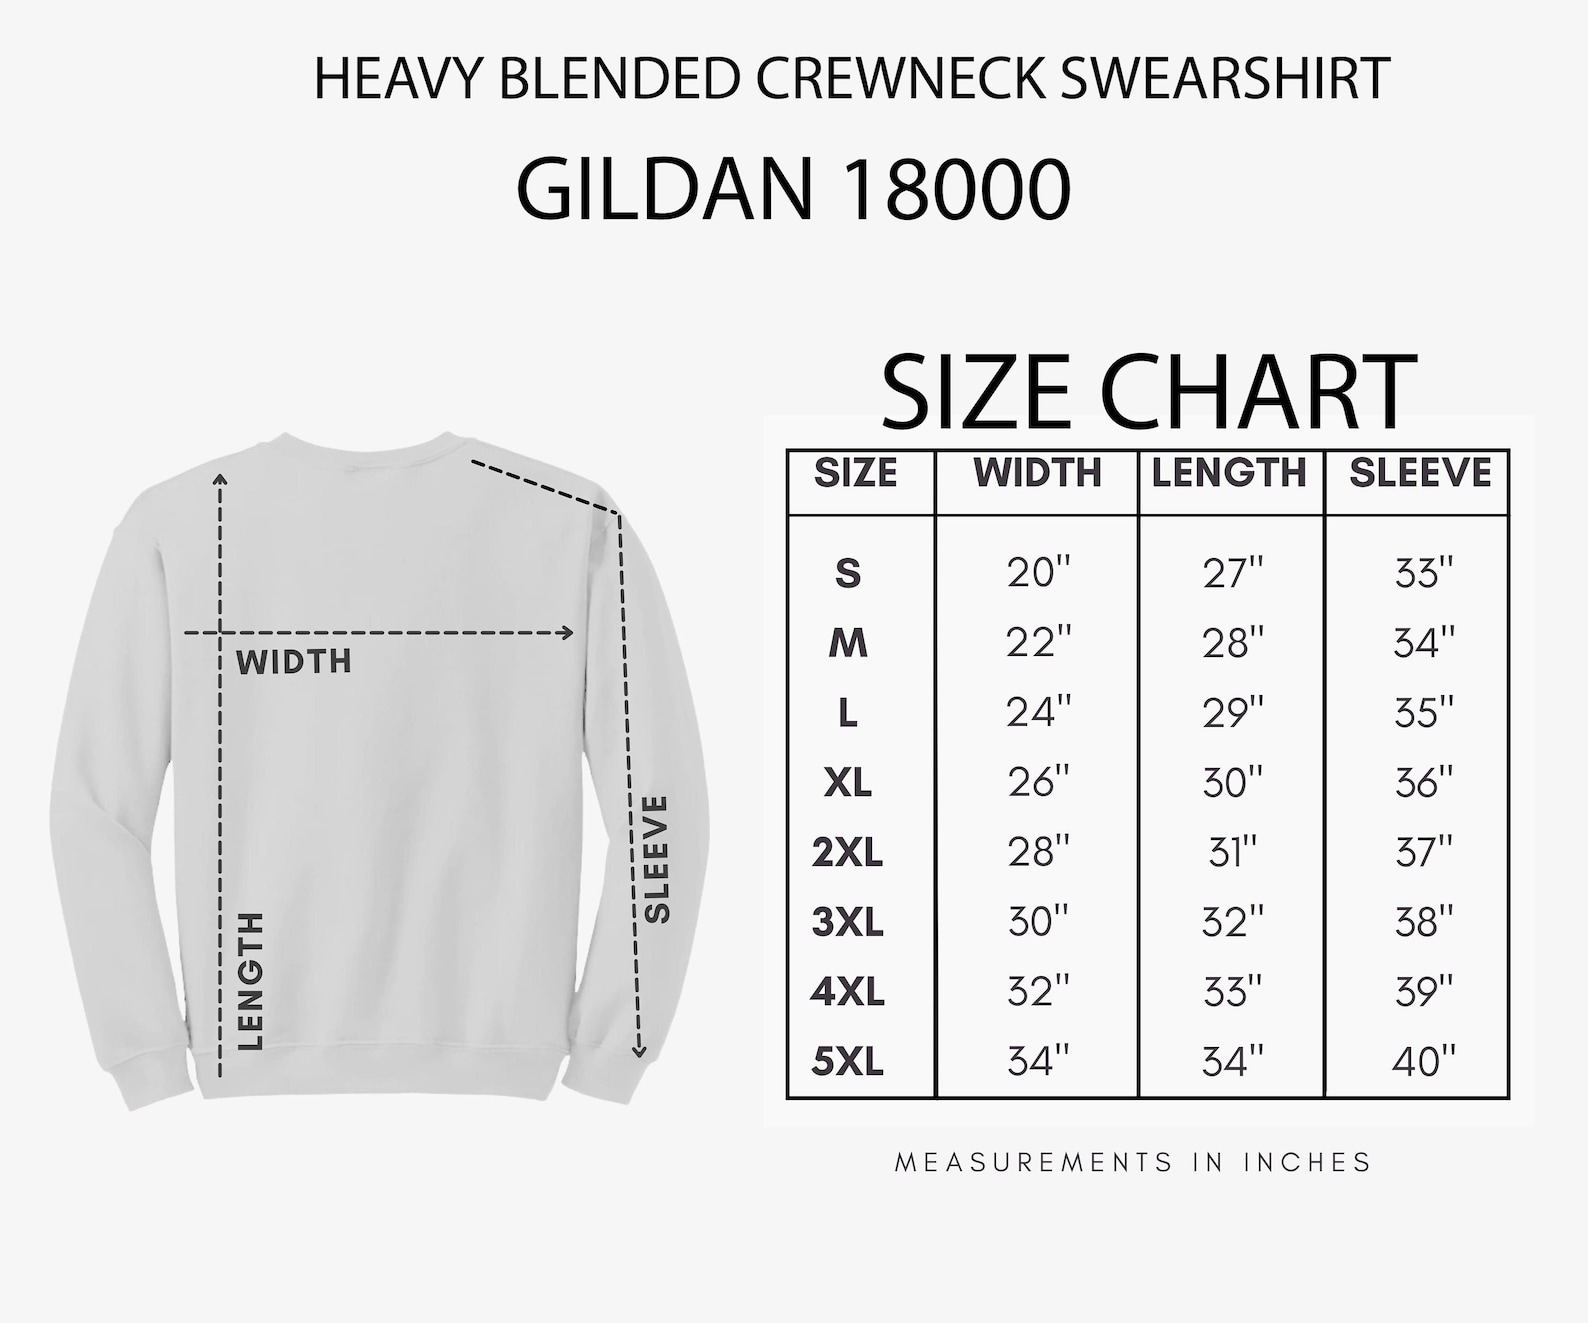 HEAVY BLENDED CREWNECK SWEARSHIRT
GILDAN 18000
SIZE CHART
SIZE WIDTH LENGTH SLEEVE
S 20" 27" 33"
M 22" 28" 34"
L 24" 29" 35"
XL 26" 30" 36"
2XL 28" 31" 37"
3XL 30" 32" 38"
4XL 32" 33" 39"
5XL 34" 34" 40"
MEASUREMENTS IN INCHES
WIDTH
LENGTH
SLEEVE